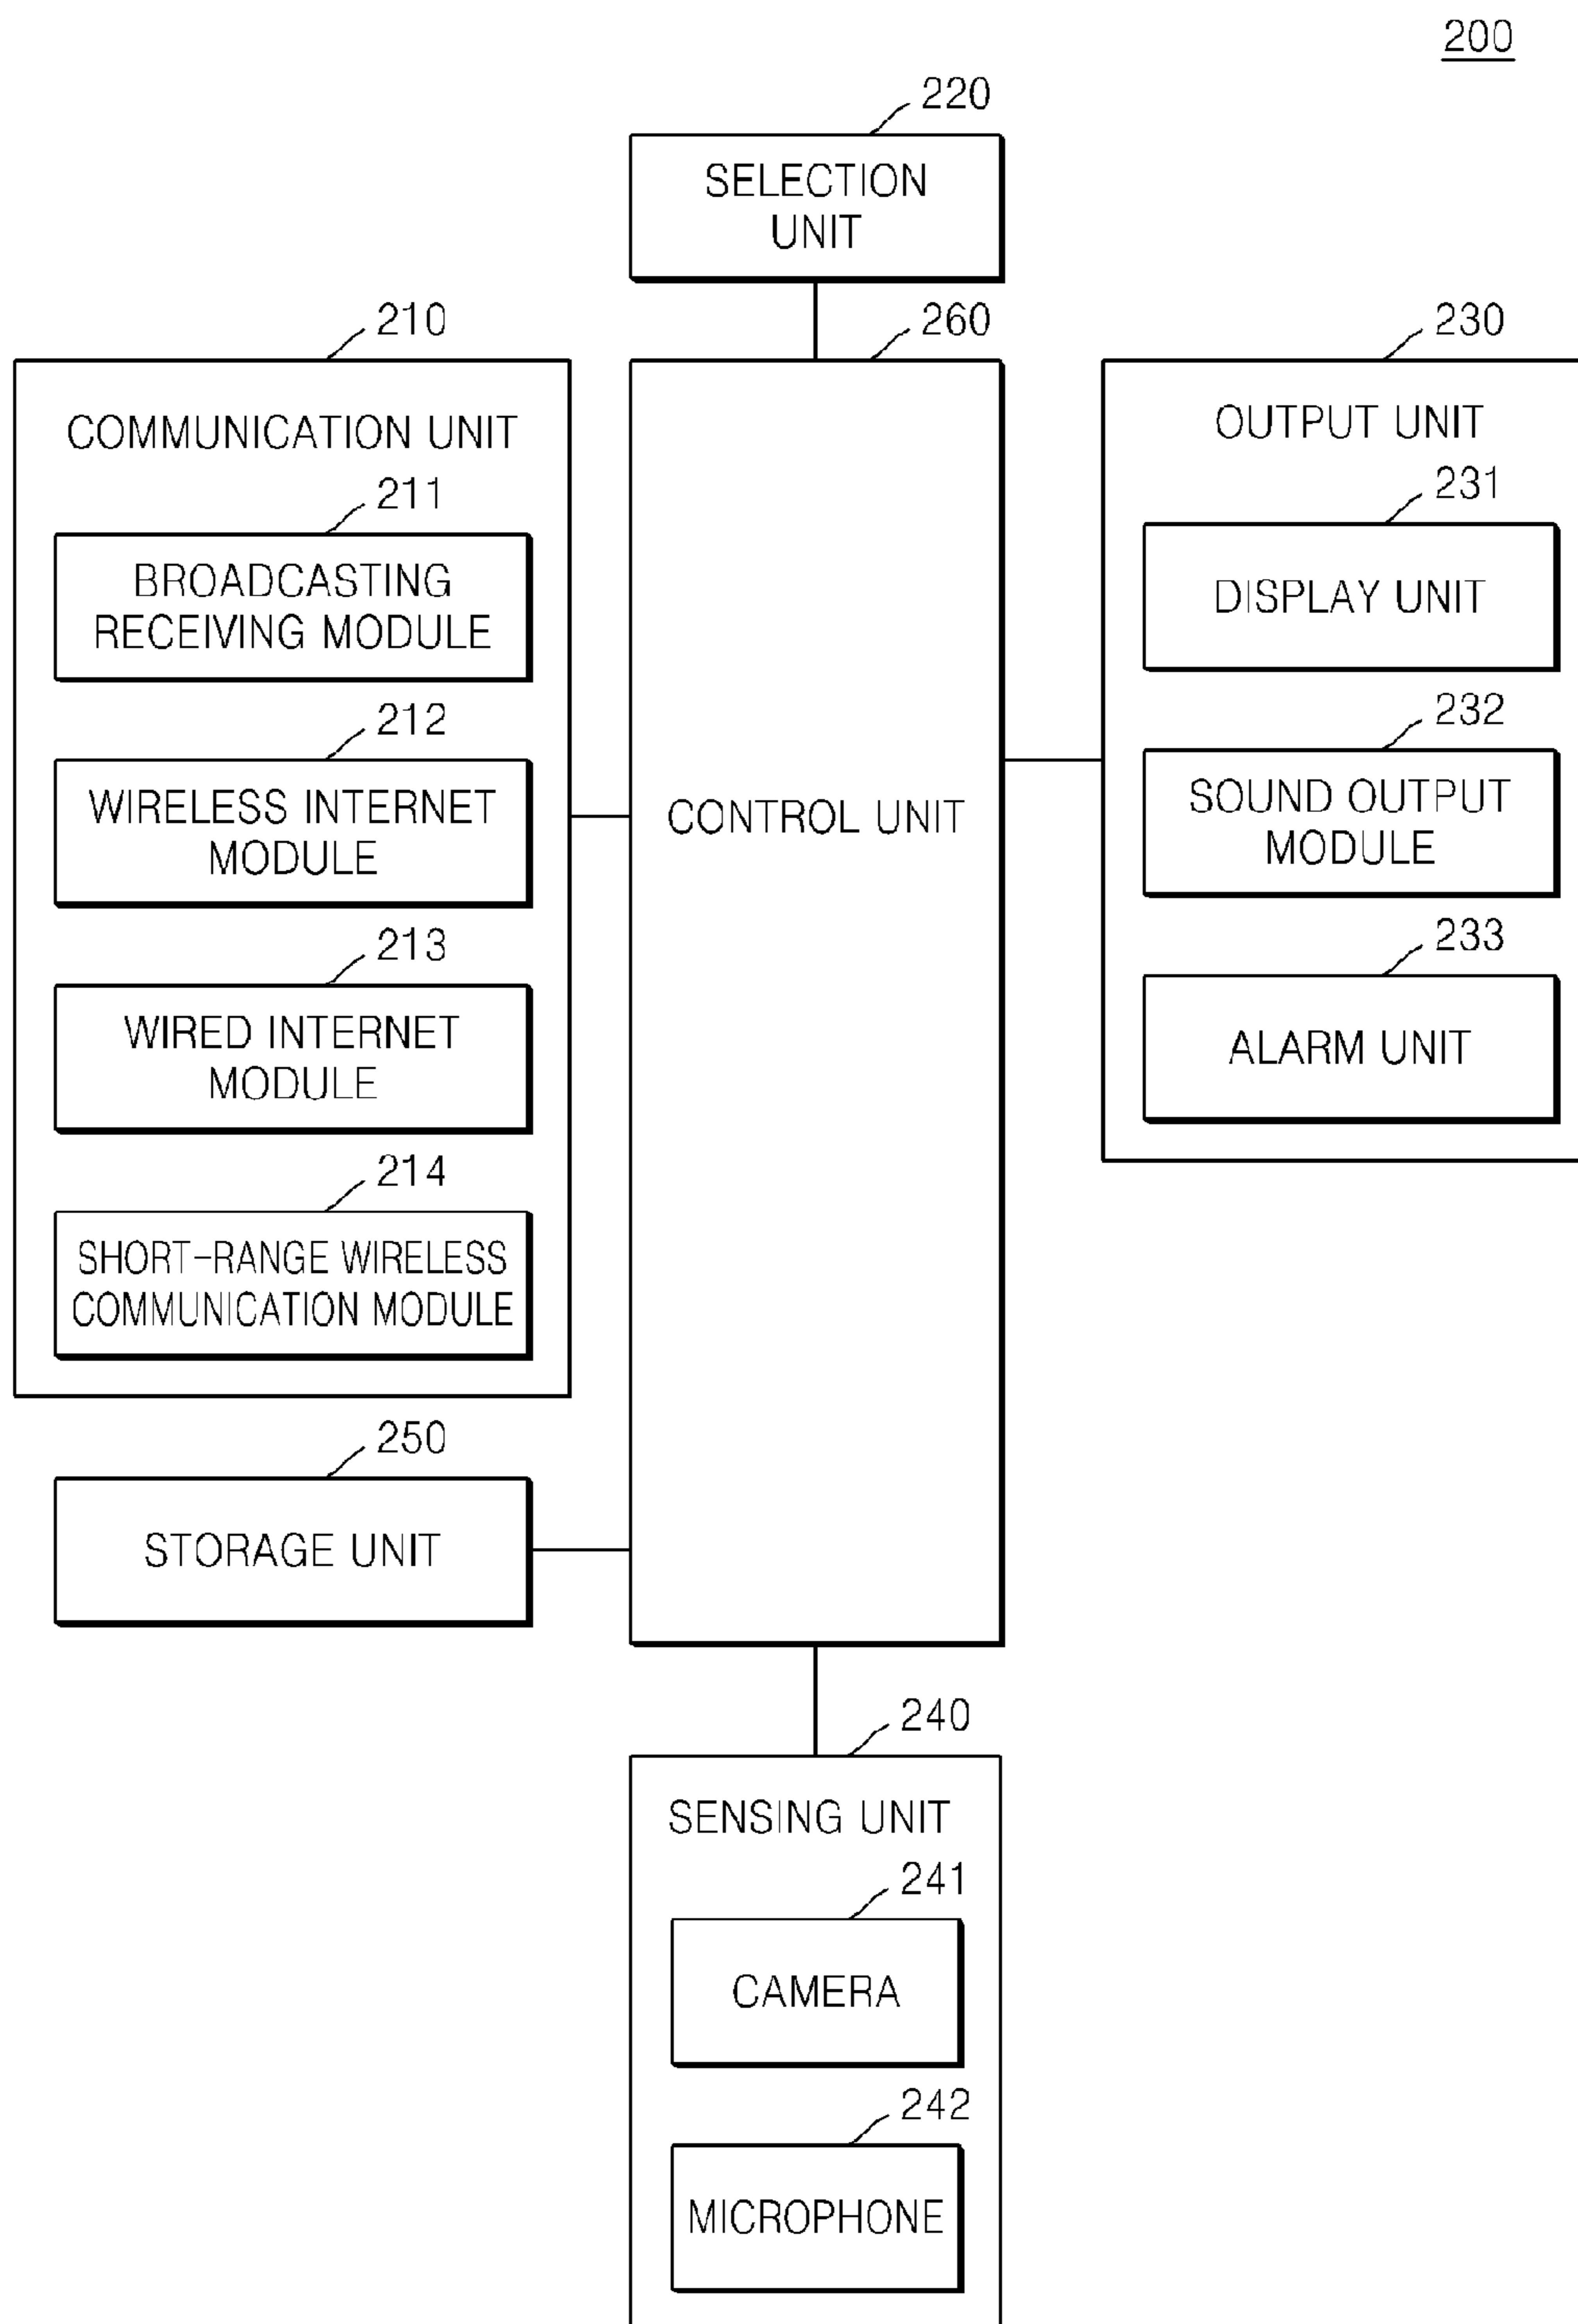 200
220
SELECTION
UNIT
210
COMMUNICATION UNIT
211
BROADCASTING
RECEIVING MODULE
212
WIRELESS INTERNET
MODULE
213
WIRED INTERNET
MODULE
214
SHORT-RANGE WIRELESS
COMMUNICATION MODULE
250
STORAGE UNIT
260
CONTROL UNIT
230
OUTPUT UNIT
231
DISPLAY UNIT
232
SOUND OUTPUT
MODULE
233
ALARM UNIT
240
SENSING UNIT
241
CAMERA
242
MICROPHONE